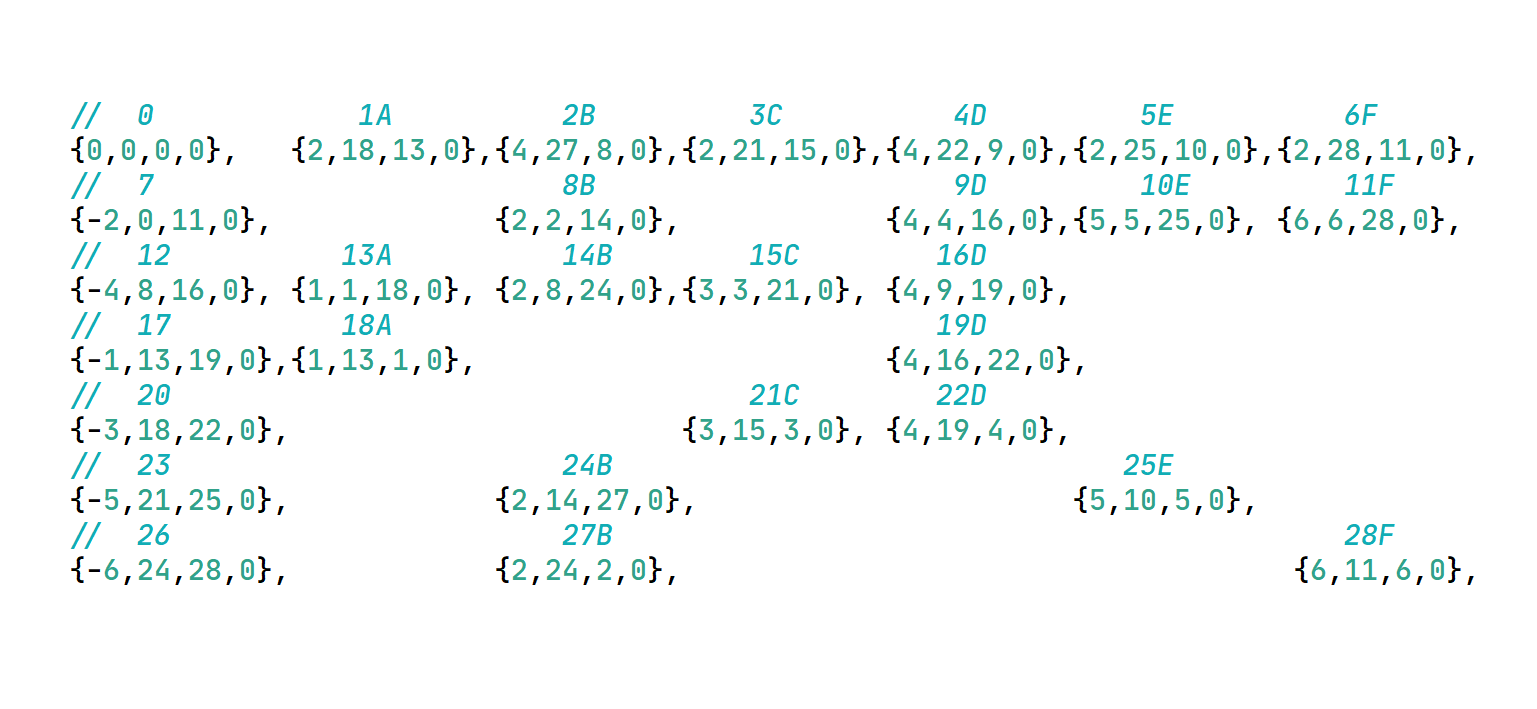 //  0            1A          2B         3C          4D         5E          6F
{0,0,0,0},   {2,18,13,0},{4,27,8,0},{2,21,15,0},{4,22,9,0},{2,25,10,0},{2,28,11,0},
//  7                        8B                     9D         10E         11F
{-2,0,11,0},             {2,2,14,0},            {4,4,16,0},{5,5,25,0}, {6,6,28,0},
//  12          13A          14B        15C        16D
{-4,8,16,0}, {1,1,18,0}, {2,8,24,0},{3,3,21,0}, {4,9,19,0},
//  17          18A                                19D
{-1,13,19,0},{1,13,1,0},                        {4,16,22,0},
//  20                                  21C        22D
{-3,18,22,0},                       {3,15,3,0}, {4,19,4,0},
//  23                       24B                              25E
{-5,21,25,0},            {2,14,27,0},                      {5,10,5,0},
//  26                       27B                                           28F
{-6,24,28,0},            {2,24,2,0},                                    {6,11,6,0},